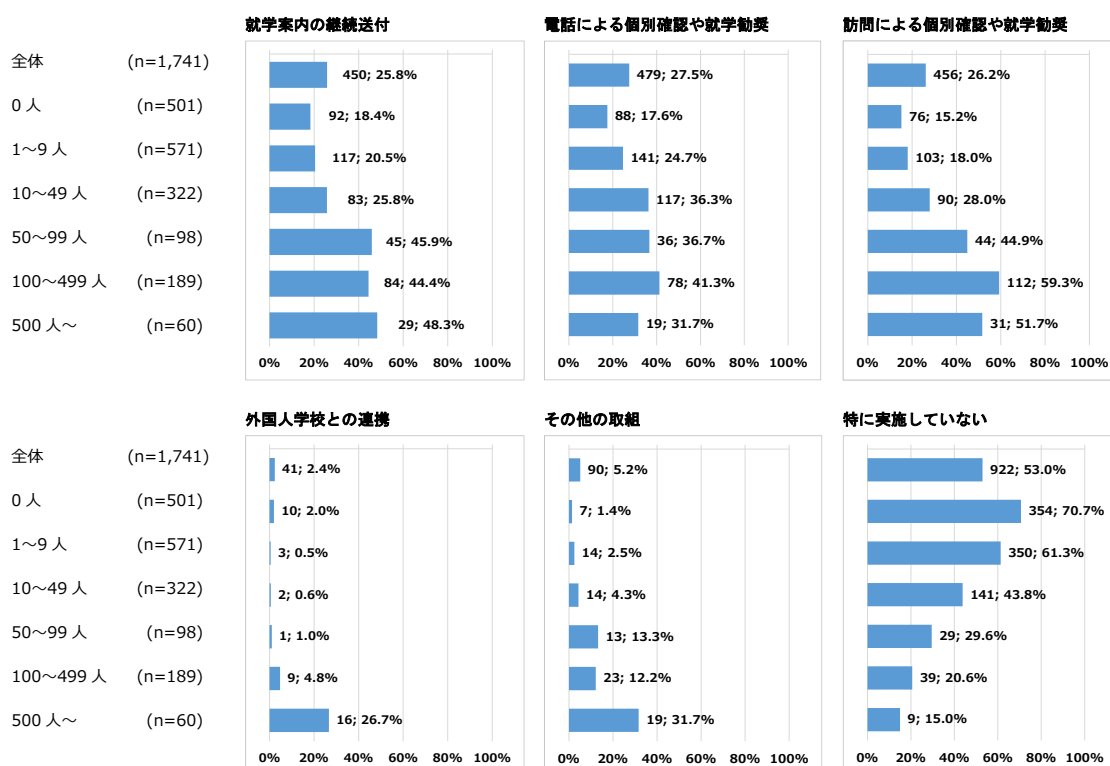 就学案内の継続送付 電話による個別確認や就学勧奨 訪問による個別確認や就学勧奨
全体 (n=1,741) 450; 25.8% 479; 27.5% 456; 26.2%
0 人 (n=501) 92; 18.4% 88; 17.6% 76; 15.2%
1～9 人 (n=571) 117; 20.5% 141; 24.7% 103; 18.0%
10～49 人 (n=322) 83; 25.8% 117; 36.3% 90; 28.0%
50～99 人 (n=98) 45; 45.9% 36; 36.7% 44; 44.9%
100～499 人 (n=189) 84; 44.4% 78; 41.3% 112; 59.3%
500 人～ (n=60) 29; 48.3% 19; 31.7% 31; 51.7%
0% 20% 40% 60% 80% 100% 0% 20% 40% 60% 80% 100% 0% 20% 40% 60% 80% 100%
外国人学校との連携 その他の取組 特に実施していない
全体 (n=1,741) 41; 2.4% 90; 5.2% 922; 53.0%
0 人 (n=501) 10; 2.0% 7; 1.4% 354; 70.7%
1～9 人 (n=571) 3; 0.5% 14; 2.5% 350; 61.3%
10～49 人 (n=322) 2; 0.6% 14; 4.3% 141; 43.8%
50～99 人 (n=98) 1; 1.0% 13; 13.3% 29; 29.6%
100～499 人 (n=189) 9; 4.8% 23; 12.2% 39; 20.6%
500 人～ (n=60) 16; 26.7% 19; 31.7% 9; 15.0%
0% 20% 40% 60% 80% 100% 0% 20% 40% 60% 80% 100% 0% 20% 40% 60% 80% 100%